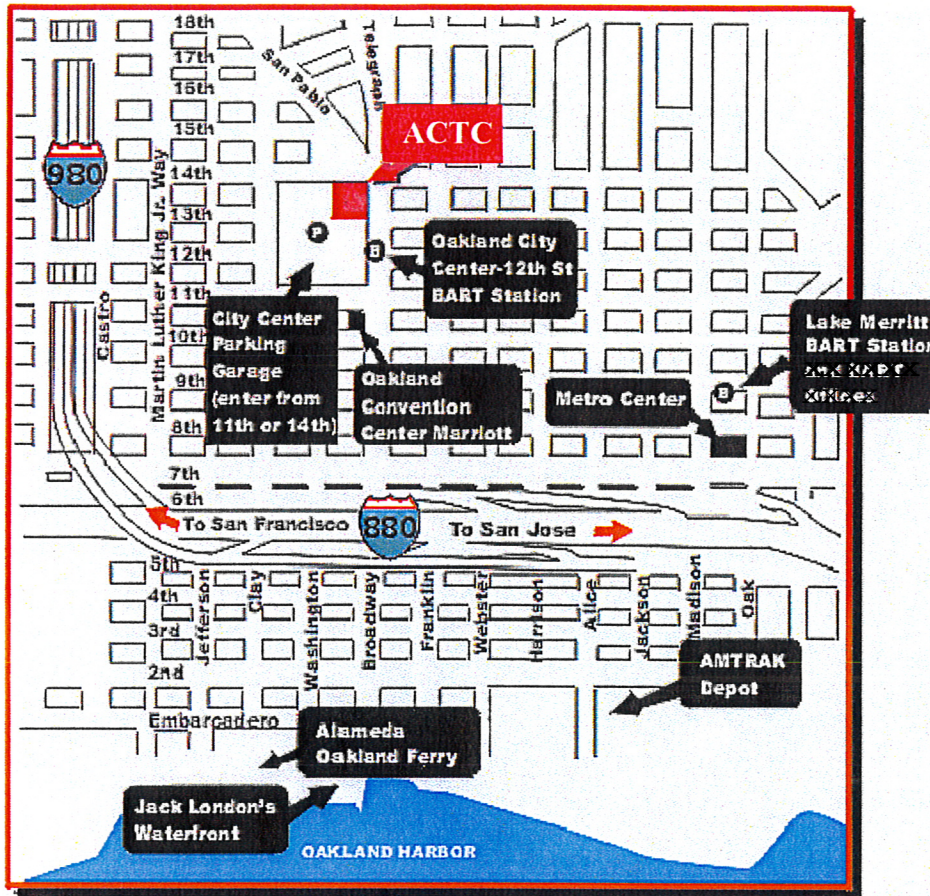 18th
17th
16th
15th
14th
13th
12th
11th
10th
9th
8th
7th
6th
5th
4th
3rd
2nd
Embarcadero
San Pablo
Telegraph
ACTC
980
Martin Luther King Jr. Way
Castro
P
B
Oakland City
Center-12th St
BART Station
City Center
Parking
Garage
(enter from
11th or 14th)
Oakland
Convention
Center Marriott
Metro Center
B
Lake Merritt
BART Station
To San Francisco
880
To San Jose
Jefferson
Clay
Washington
Broadway
Franklin
Webster
Harrison
Alice
Jackson
Madison
Oak
AMTRAK
Depot
Alameda
Oakland Ferry
Jack London's
Waterfront
OAKLAND HARBOR